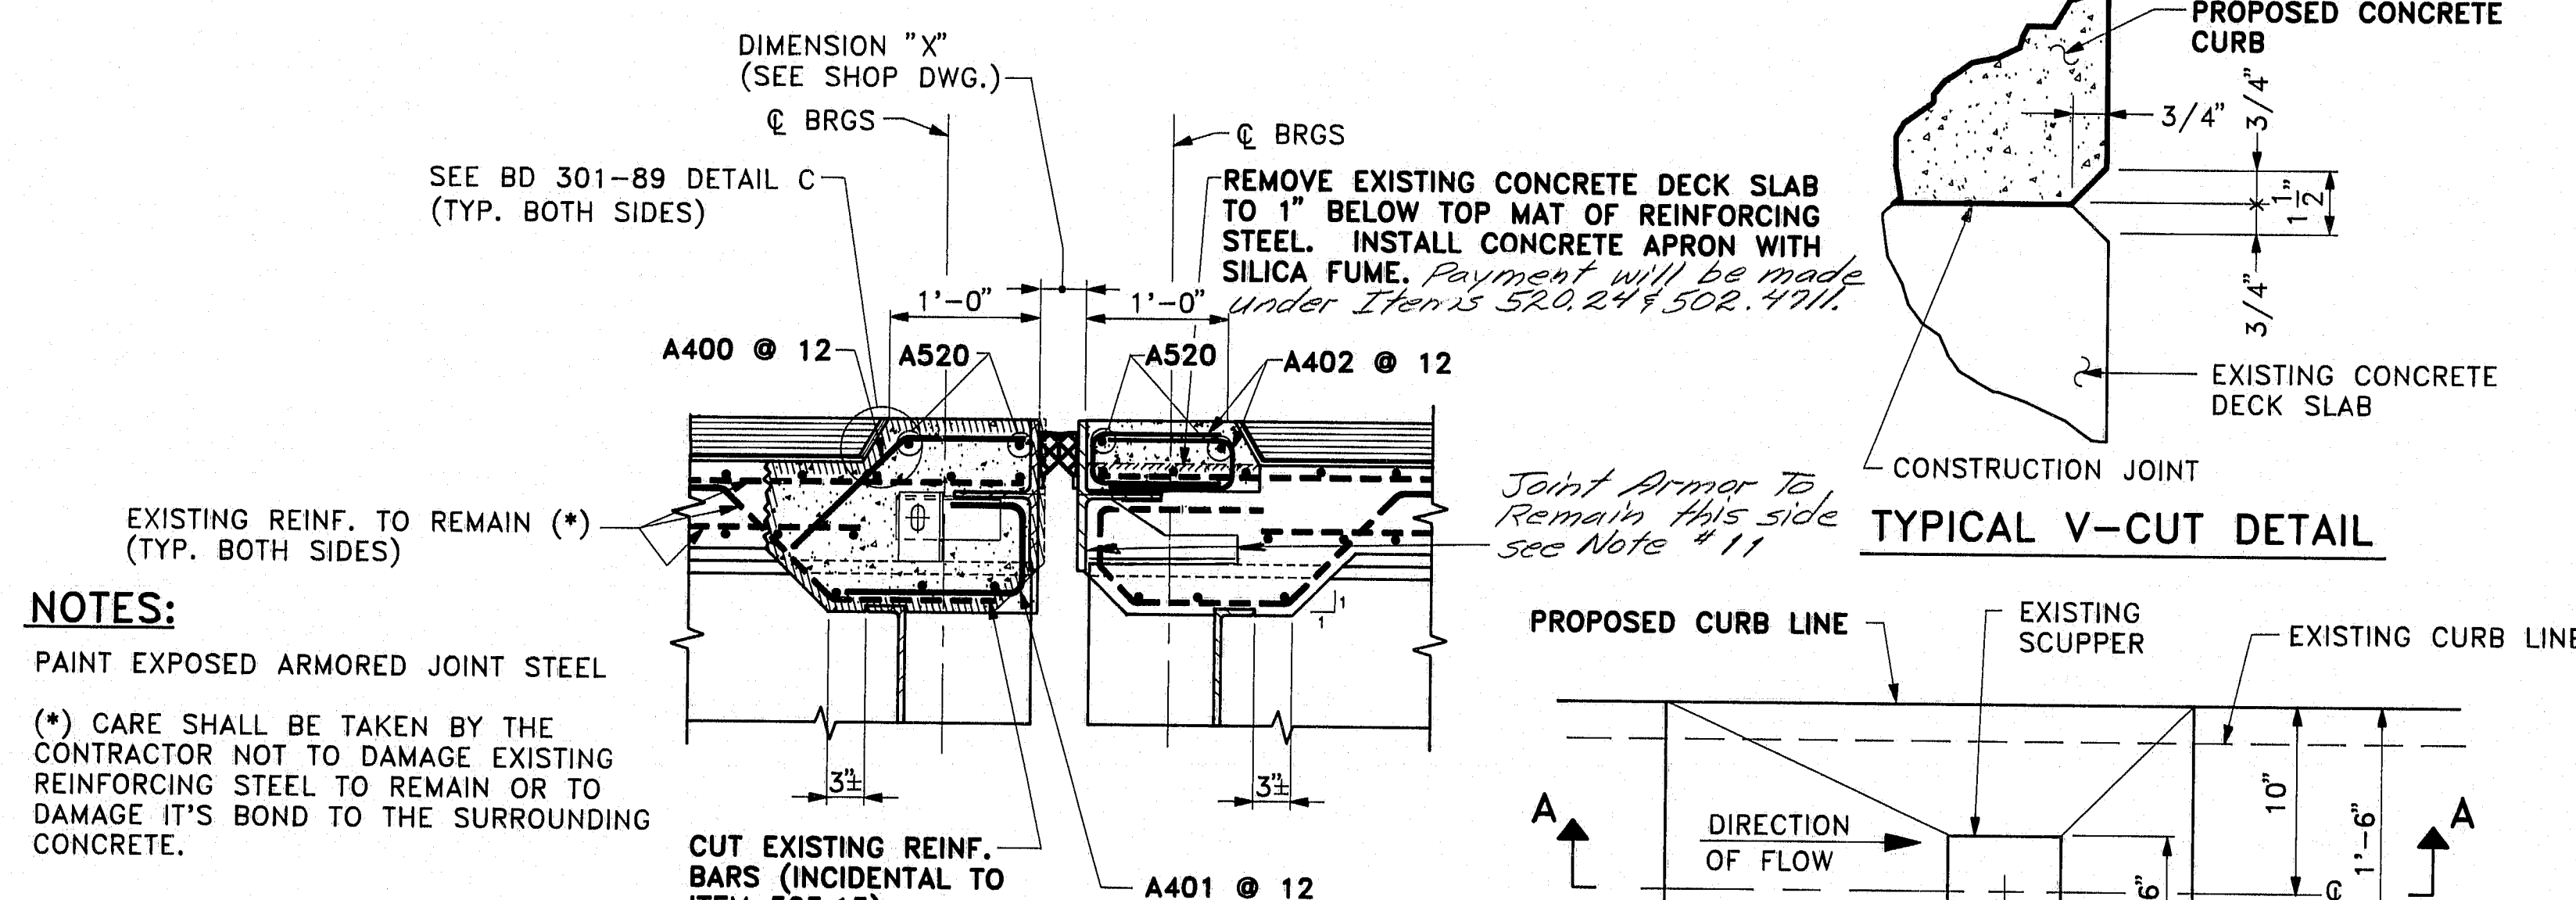 DIMENSION "X"
(SEE SHOP DWG.)
℄ BRGS
℄ BRGS
SEE BD 301-89 DETAIL C
(TYP. BOTH SIDES)
REMOVE EXISTING CONCRETE DECK SLAB
TO 1" BELOW TOP MAT OF REINFORCING
STEEL. INSTALL CONCRETE APRON WITH
SILICA FUME. Payment will be made
under Items 520.24 & 502.4711.
1'-0"
1'-0"
A400 @ 12
A520
A520
A402 @ 12
EXISTING REINF. TO REMAIN (*)
(TYP. BOTH SIDES)
Joint Armor To
Remain this side
see Note #11
1
1
3"±
3"±
CUT EXISTING REINF.
BARS (INCIDENTAL TO
A401 @ 12
NOTES:
PAINT EXPOSED ARMORED JOINT STEEL
(*) CARE SHALL BE TAKEN BY THE
CONTRACTOR NOT TO DAMAGE EXISTING
REINFORCING STEEL TO REMAIN OR TO
DAMAGE IT'S BOND TO THE SURROUNDING
CONCRETE.
PROPOSED CONCRETE
CURB
3/4"
3/4"
1 1/2"
3/4"
EXISTING CONCRETE
DECK SLAB
CONSTRUCTION JOINT
TYPICAL V-CUT DETAIL
PROPOSED CURB LINE
EXISTING
SCUPPER
EXISTING CURB LINE
A
A
DIRECTION
OF FLOW
10"
1'-6"
6"
℄